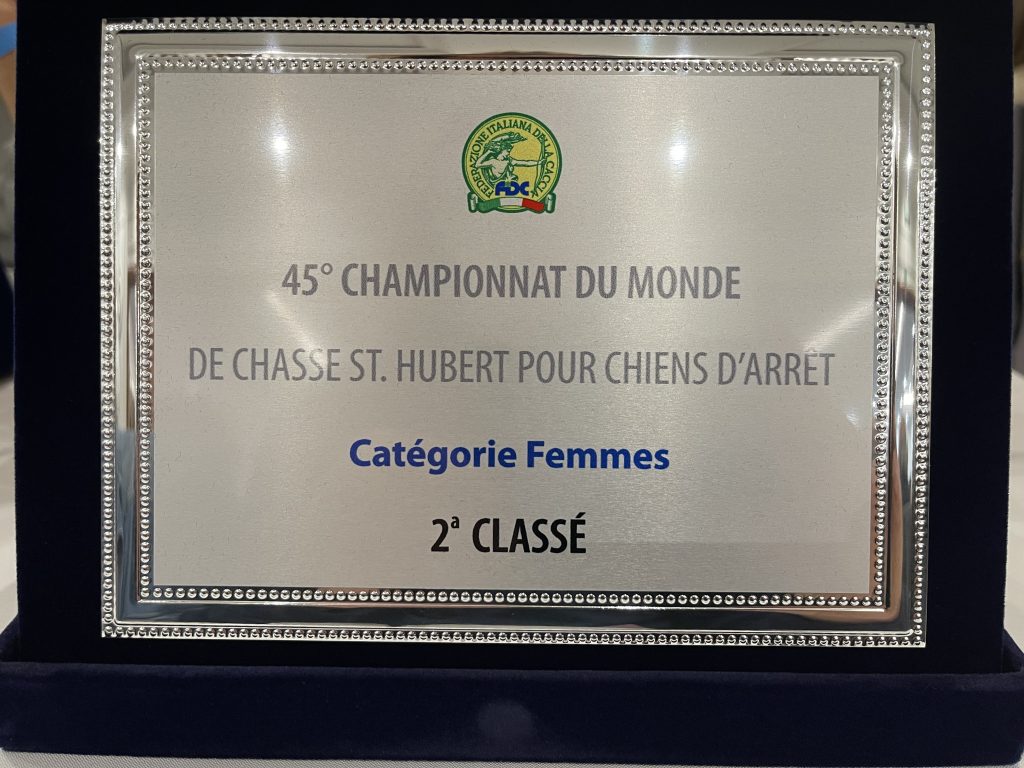 FEDERAZIONE ITALIANA DELLA CACCIA
FIDC
45° CHAMPIONNAT DU MONDE
DE CHASSE ST. HUBERT POUR CHIENS D'ARRÊT
Catégorie Femmes
2ª CLASSÉ